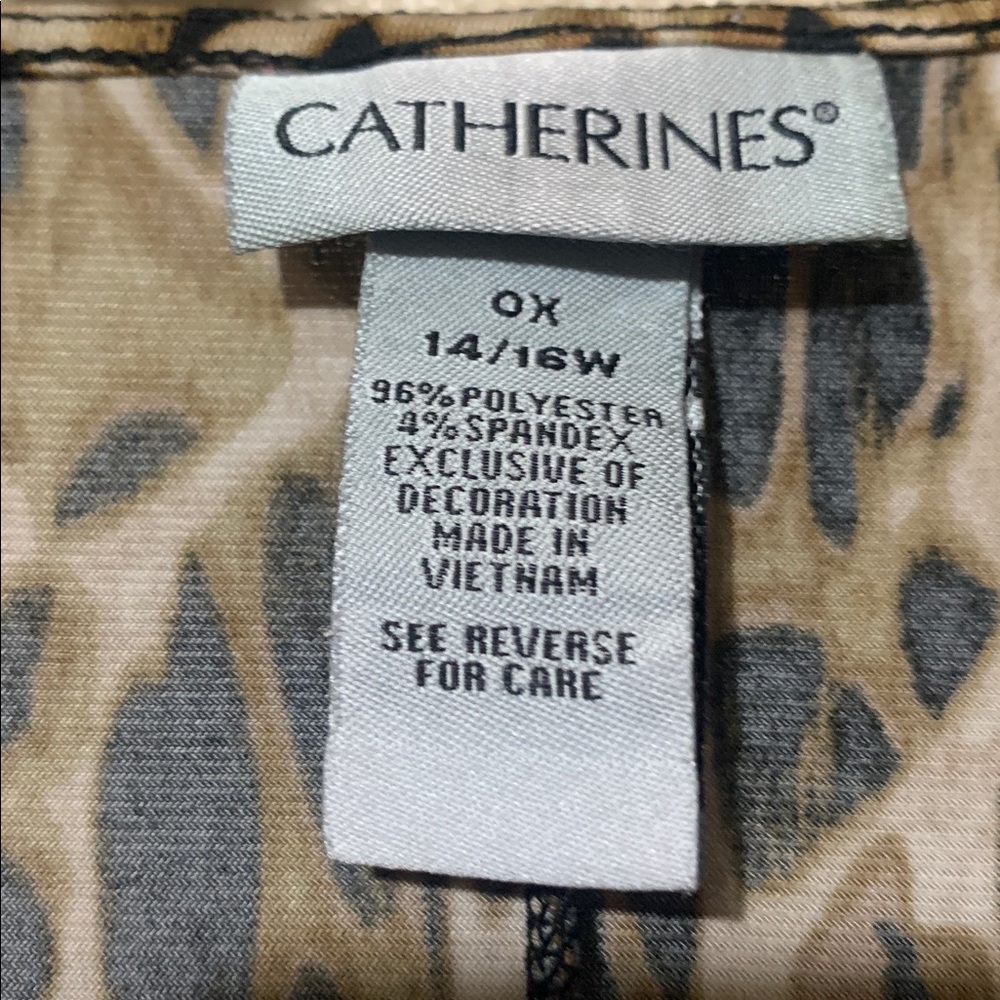 CATHERINES®
0X
14/16W
96% POLYESTER
4% SPANDEX
EXCLUSIVE OF
DECORATION
MADE IN
VIETNAM
SEE REVERSE
FOR CARE